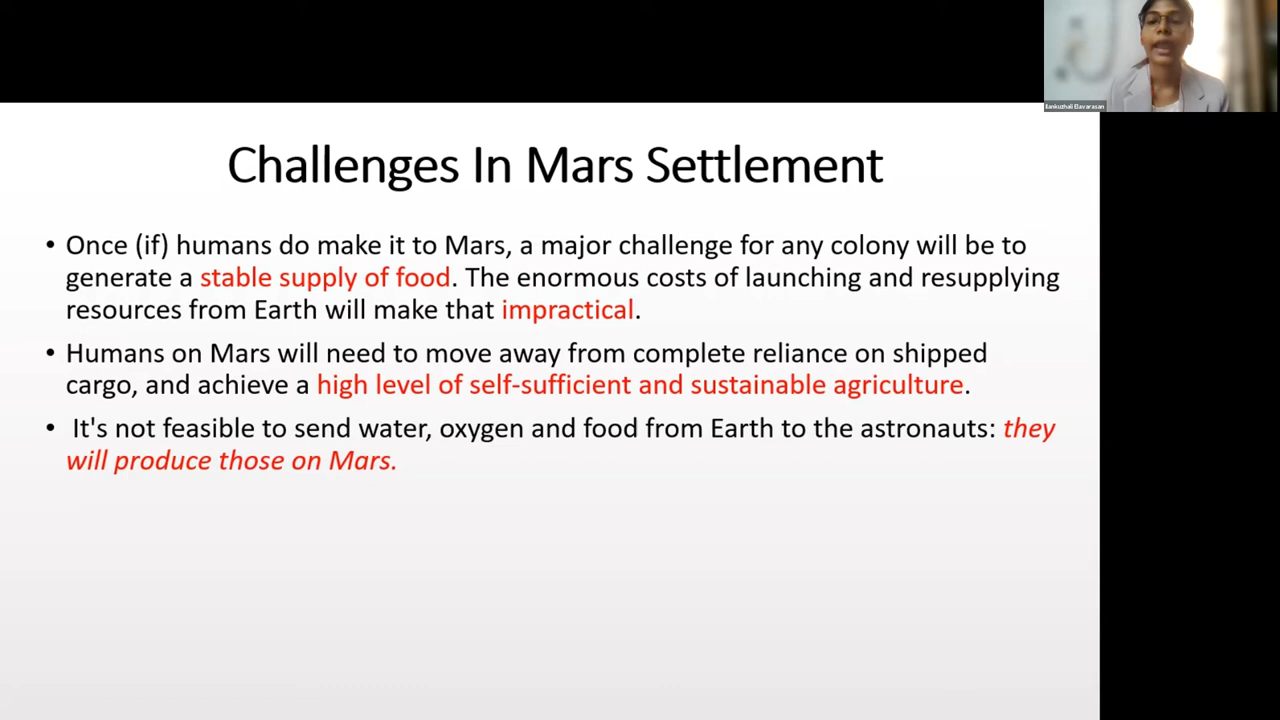 Ilankuzhali Elavarasan
Challenges In Mars Settlement
• Once (if) humans do make it to Mars, a major challenge for any colony will be to
generate a stable supply of food. The enormous costs of launching and resupplying
resources from Earth will make that impractical.
• Humans on Mars will need to move away from complete reliance on shipped
cargo, and achieve a high level of self-sufficient and sustainable agriculture.
• It's not feasible to send water, oxygen and food from Earth to the astronauts: they
will produce those on Mars.